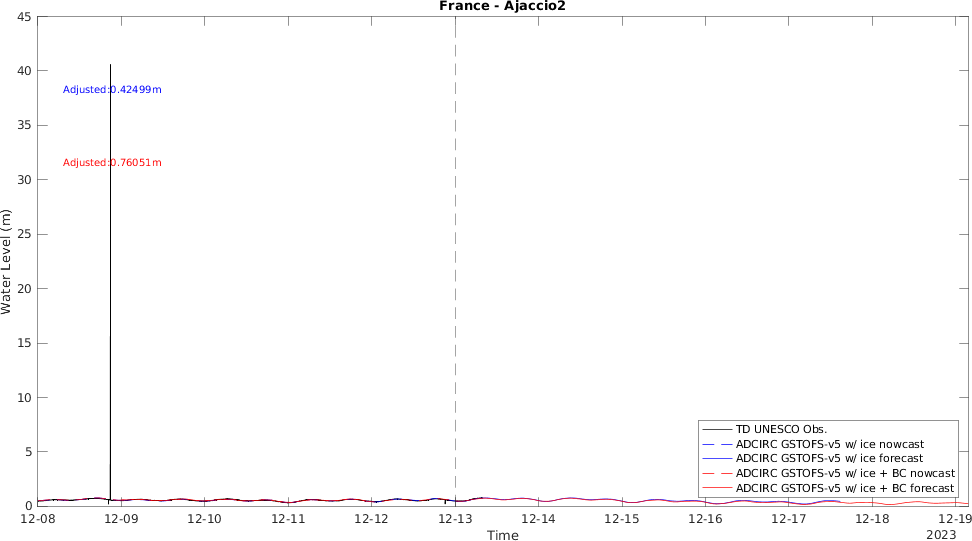 France - Ajaccio2
45
40
35
30
25
20
15
10
5
0
Water Level (m)
Adjusted:0.42499m
Adjusted:0.76051m
TD UNESCO Obs.
ADCIRC GSTOFS-v5 w/ ice nowcast
ADCIRC GSTOFS-v5 w/ ice forecast
ADCIRC GSTOFS-v5 w/ ice + BC nowcast
ADCIRC GSTOFS-v5 w/ ice + BC forecast
12-08 12-09 12-10 12-11 12-12 12-13 12-14 12-15 12-16 12-17 12-18 12-19
Time
2023